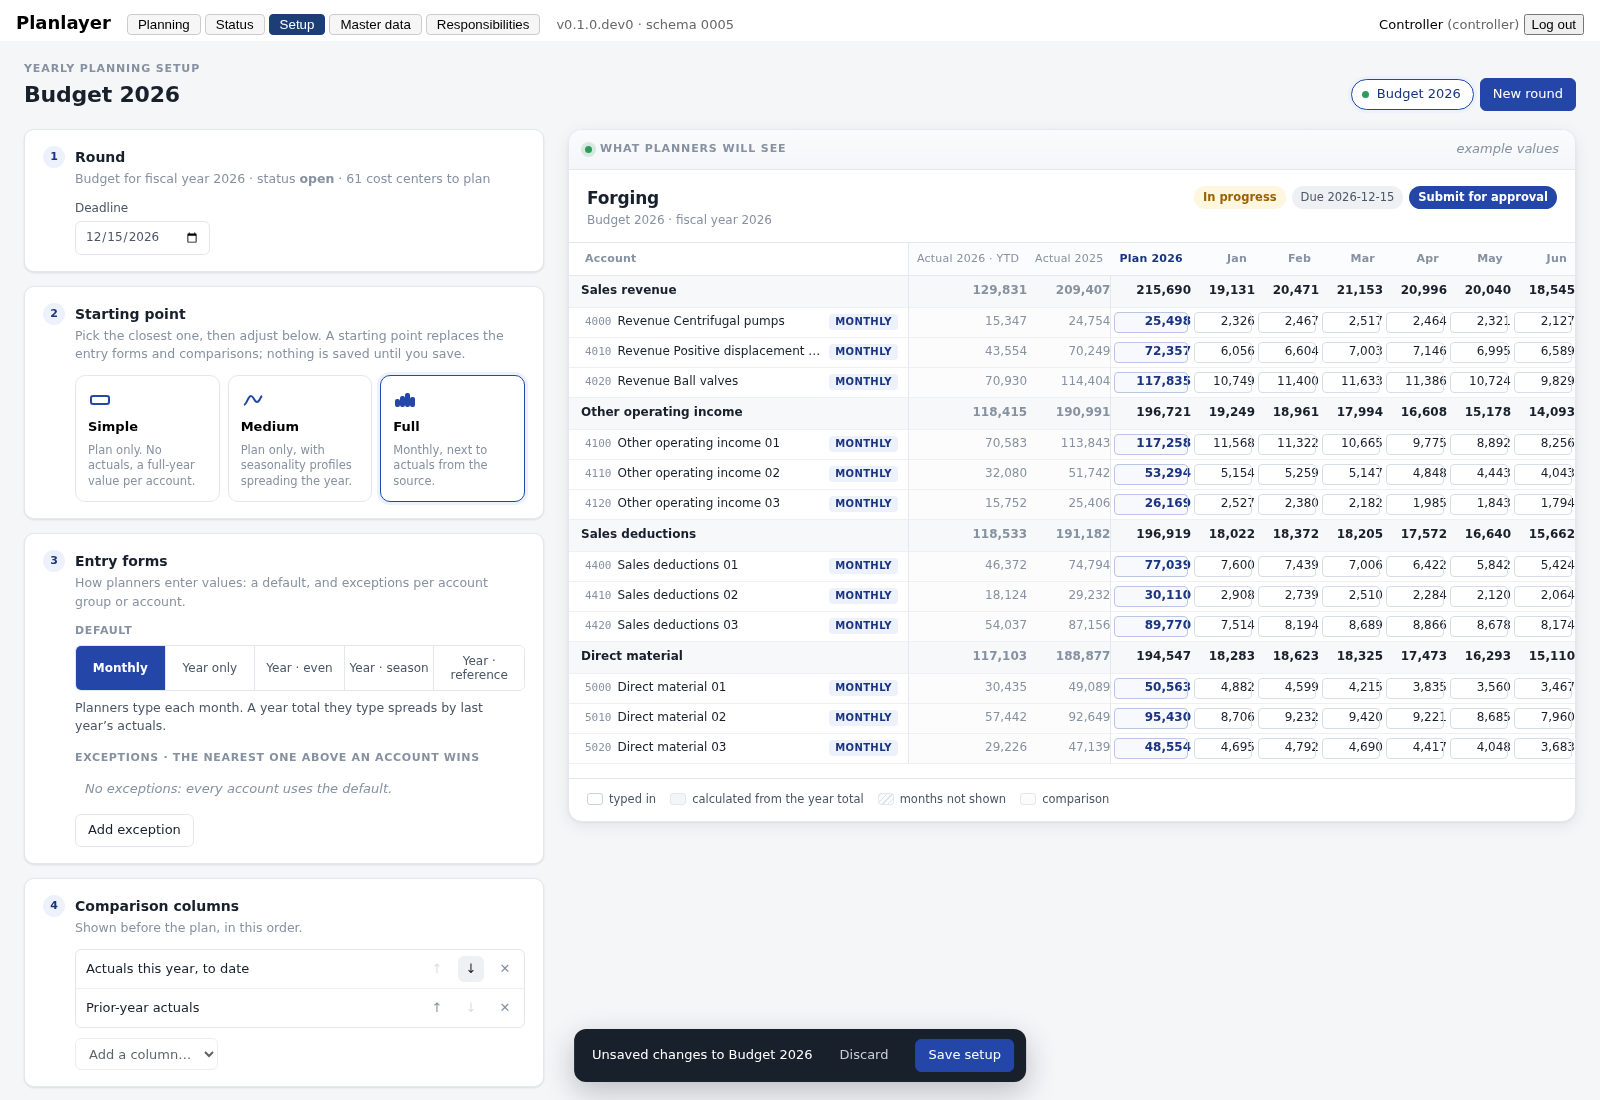 Planlayer Planning Status Setup Master data Responsibilities v0.1.0.dev0 · schema 0005 Controller (controller) Log out
YEARLY PLANNING SETUP
Budget 2026
Budget 2026 New round
1 Round
Budget for fiscal year 2026 · status open · 61 cost centers to plan
Deadline
12/15/2026
2 Starting point
Pick the closest one, then adjust below. A starting point replaces the
entry forms and comparisons; nothing is saved until you save.
Simple
Plan only. No
actuals, a full-year
value per account.
Medium
Plan only, with
seasonality profiles
spreading the year.
Full
Monthly, next to
actuals from the
source.
3 Entry forms
How planners enter values: a default, and exceptions per account
group or account.
DEFAULT
Monthly Year only Year · even Year · season Year ·
reference
Planners type each month. A year total they type spreads by last
year’s actuals.
EXCEPTIONS · THE NEAREST ONE ABOVE AN ACCOUNT WINS
No exceptions: every account uses the default.
Add exception
4 Comparison columns
Shown before the plan, in this order.
Actuals this year, to date ↑ ↓ ×
Prior-year actuals ↑ ↓ ×
Add a column...
WHAT PLANNERS WILL SEE example values
Forging In progress Due 2026-12-15 Submit for approval
Budget 2026 · fiscal year 2026
Account Actual 2026 · YTD Actual 2025 Plan 2026 Jan Feb Mar Apr May Jun
Sales revenue 129,831 209,407 215,690 19,131 20,471 21,153 20,996 20,040 18,545
4000 Revenue Centrifugal pumps MONTHLY 15,347 24,754 25,498 2,326 2,467 2,517 2,464 2,321 2,127
4010 Revenue Positive displacement ... MONTHLY 43,554 70,249 72,357 6,056 6,604 7,003 7,146 6,995 6,589
4020 Revenue Ball valves MONTHLY 70,930 114,404 117,835 10,749 11,400 11,633 11,386 10,724 9,829
Other operating income 118,415 190,991 196,721 19,249 18,961 17,994 16,608 15,178 14,093
4100 Other operating income 01 MONTHLY 70,583 113,843 117,258 11,568 11,322 10,665 9,775 8,892 8,256
4110 Other operating income 02 MONTHLY 32,080 51,742 53,294 5,154 5,259 5,147 4,848 4,443 4,043
4120 Other operating income 03 MONTHLY 15,752 25,406 26,169 2,527 2,380 2,182 1,985 1,843 1,794
Sales deductions 118,533 191,182 196,919 18,022 18,372 18,205 17,572 16,640 15,662
4400 Sales deductions 01 MONTHLY 46,372 74,794 77,039 7,600 7,439 7,006 6,422 5,842 5,424
4410 Sales deductions 02 MONTHLY 18,124 29,232 30,110 2,908 2,739 2,510 2,284 2,120 2,064
4420 Sales deductions 03 MONTHLY 54,037 87,156 89,770 7,514 8,194 8,689 8,866 8,678 8,174
Direct material 117,103 188,877 194,547 18,283 18,623 18,325 17,473 16,293 15,110
5000 Direct material 01 MONTHLY 30,435 49,089 50,563 4,882 4,599 4,215 3,835 3,560 3,467
5010 Direct material 02 MONTHLY 57,442 92,649 95,430 8,706 9,232 9,420 9,221 8,685 7,960
5020 Direct material 03 MONTHLY 29,226 47,139 48,554 4,695 4,792 4,690 4,417 4,048 3,683
typed in calculated from the year total months not shown comparison
Unsaved changes to Budget 2026 Discard Save setup